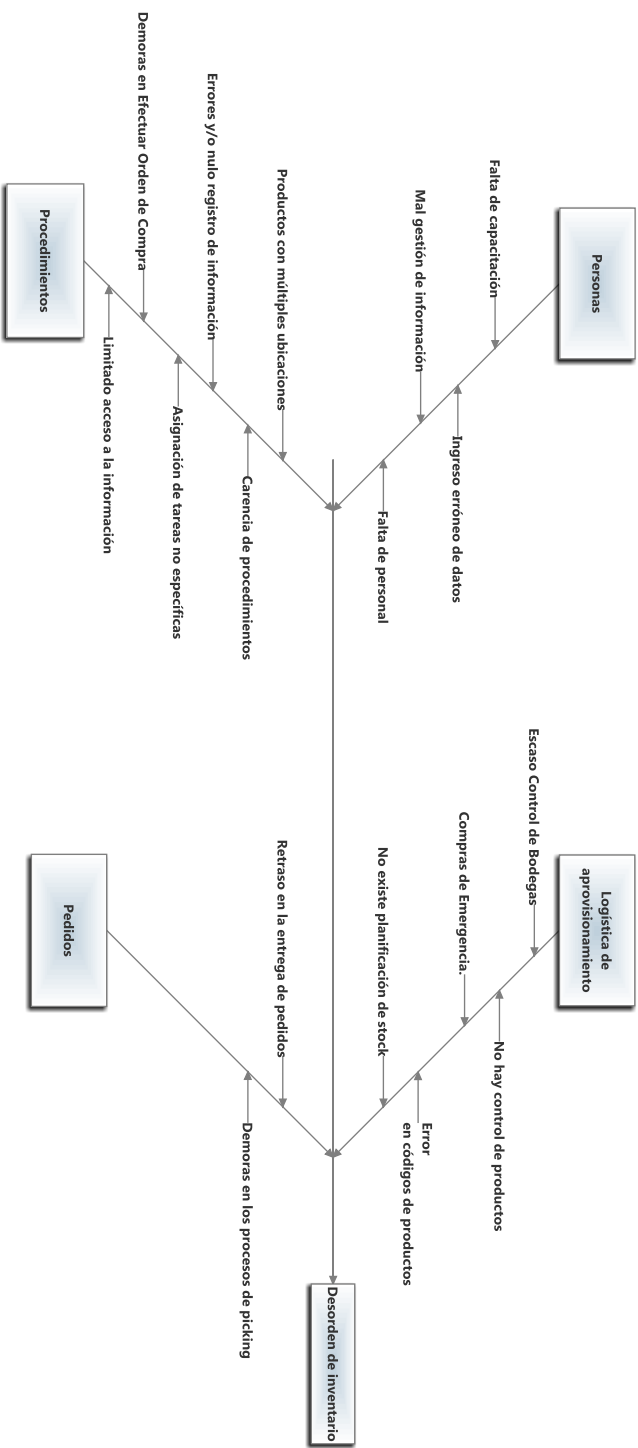 Personas
Falta de capacitación
Ingreso erróneo de datos
Mal gestión de información
Falta de personal
Logística de
aprovisionamiento
Escaso Control de Bodegas
No hay control de productos
Compras de Emergencia.
Error
en códigos de productos
No existe planificación de stock
Desorden de inventario
Productos con múltiples ubicaciones
Carencia de procedimientos
Errores y/o nulo registro de información
Asignación de tareas no específicas
Demoras en Efectuar Orden de Compra
Limitado acceso a la información
Procedimientos
Retraso en la entrega de pedidos
Demoras en los procesos de picking
Pedidos